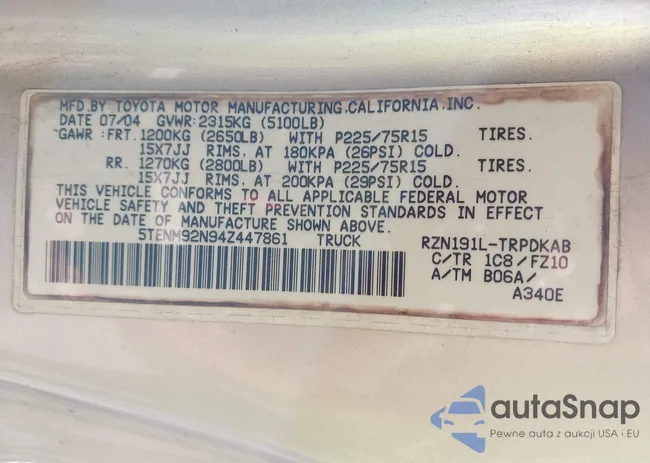 MFD.BY TOYOTA MOTOR MANUFACTURING,CALIFORNIA,INC.
DATE 07/04 GVWR:2315KG (5100LB)
GAWR :FRT. 1200KG (2650LB) WITH P225/75R15 TIRES.
15X7JJ RIMS, AT 180KPA (26PSI) COLD.
RR. 1270KG (2800LB) WITH P225/75R15 TIRES.
15X7JJ RIMS, AT 200KPA (29PSI) COLD.
THIS VEHICLE CONFORMS TO ALL APPLICABLE FEDERAL MOTOR
VEHICLE SAFETY AND THEFT PREVENTION STANDARDS IN EFFECT
ON THE DATE OF MANUFACTURE SHOWN ABOVE.
5TENM92N94Z447861 TRUCK RZN191L-TRPDKAB
C/TR 1C8/FZ10
A/TM B06A/
A340E
autaSnap
Pewne auta z aukcji USA i EU